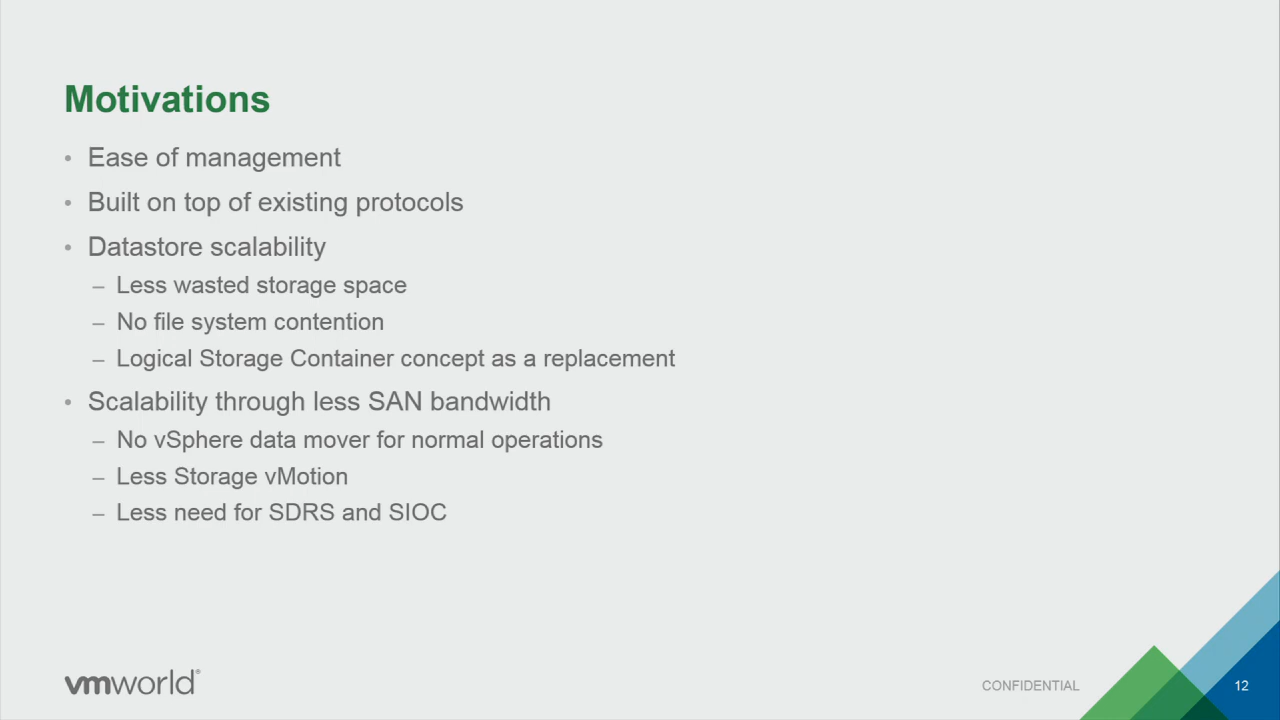 Motivations
• Ease of management
• Built on top of existing protocols
• Datastore scalability
– Less wasted storage space
– No file system contention
– Logical Storage Container concept as a replacement
• Scalability through less SAN bandwidth
– No vSphere data mover for normal operations
– Less Storage vMotion
– Less need for SDRS and SIOC
vmworld®
CONFIDENTIAL
12